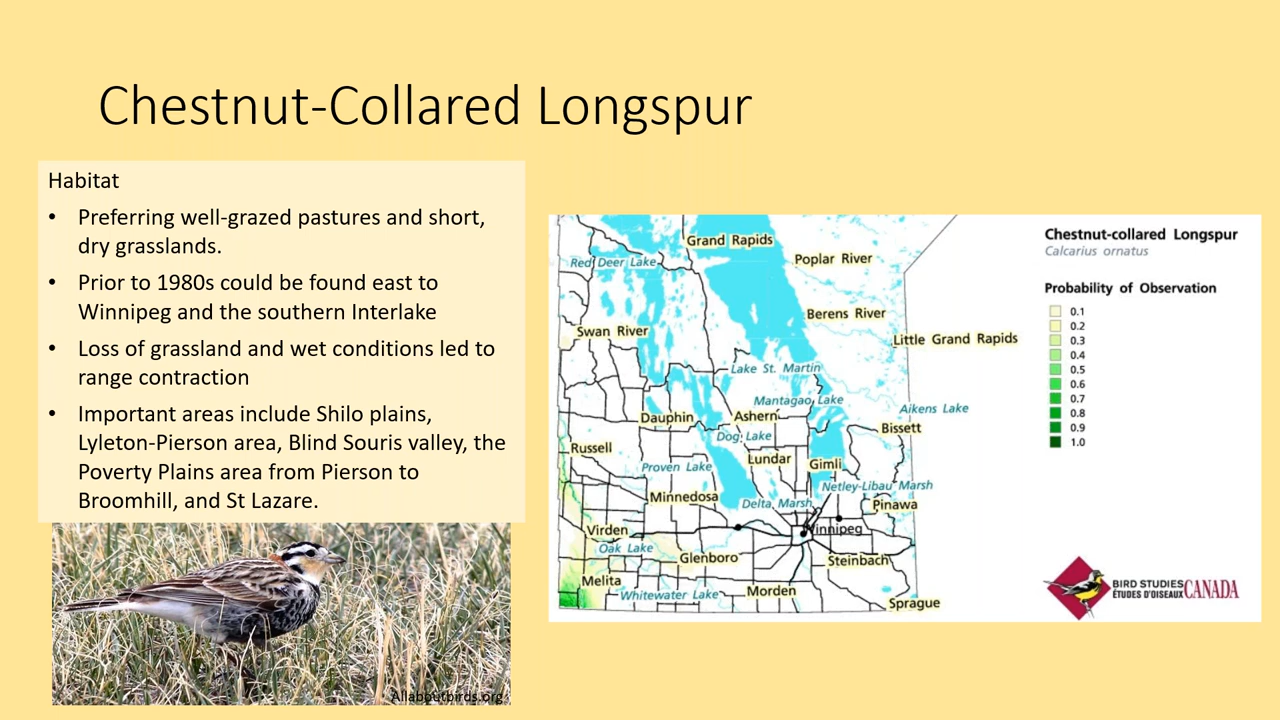 Chestnut-Collared Longspur
Habitat
• Preferring well-grazed pastures and short,
dry grasslands.
• Prior to 1980s could be found east to
Winnipeg and the southern Interlake
• Loss of grassland and wet conditions led to
range contraction
• Important areas include Shilo plains,
Lyleton-Pierson area, Blind Souris valley, the
Poverty Plains area from Pierson to
Broomhill, and St Lazare.
Allaboutbirds.org
Grand Rapids
Red Deer Lake
Poplar River
Berens River
Swan River
Little Grand Rapids
Lake St. Martin
Mantagao Lake
Aikens Lake
Dauphin
Ashern
Bissett
Dog Lake
Russell
Lundar
Gimli
Proven Lake
Netley-Libau Marsh
Minnedosa
Delta Marsh
Pinawa
Virden
Winnipeg
Oak Lake
Glenboro
Steinbach
Melita
Whitewater Lake
Morden
Sprague
Chestnut-collared Longspur
Calcarius ornatus
Probability of Observation
0.1
0.2
0.3
0.4
0.5
0.6
0.7
0.8
0.9
1.0
BIRD STUDIES
ÉTUDES D'OISEAUX
CANADA